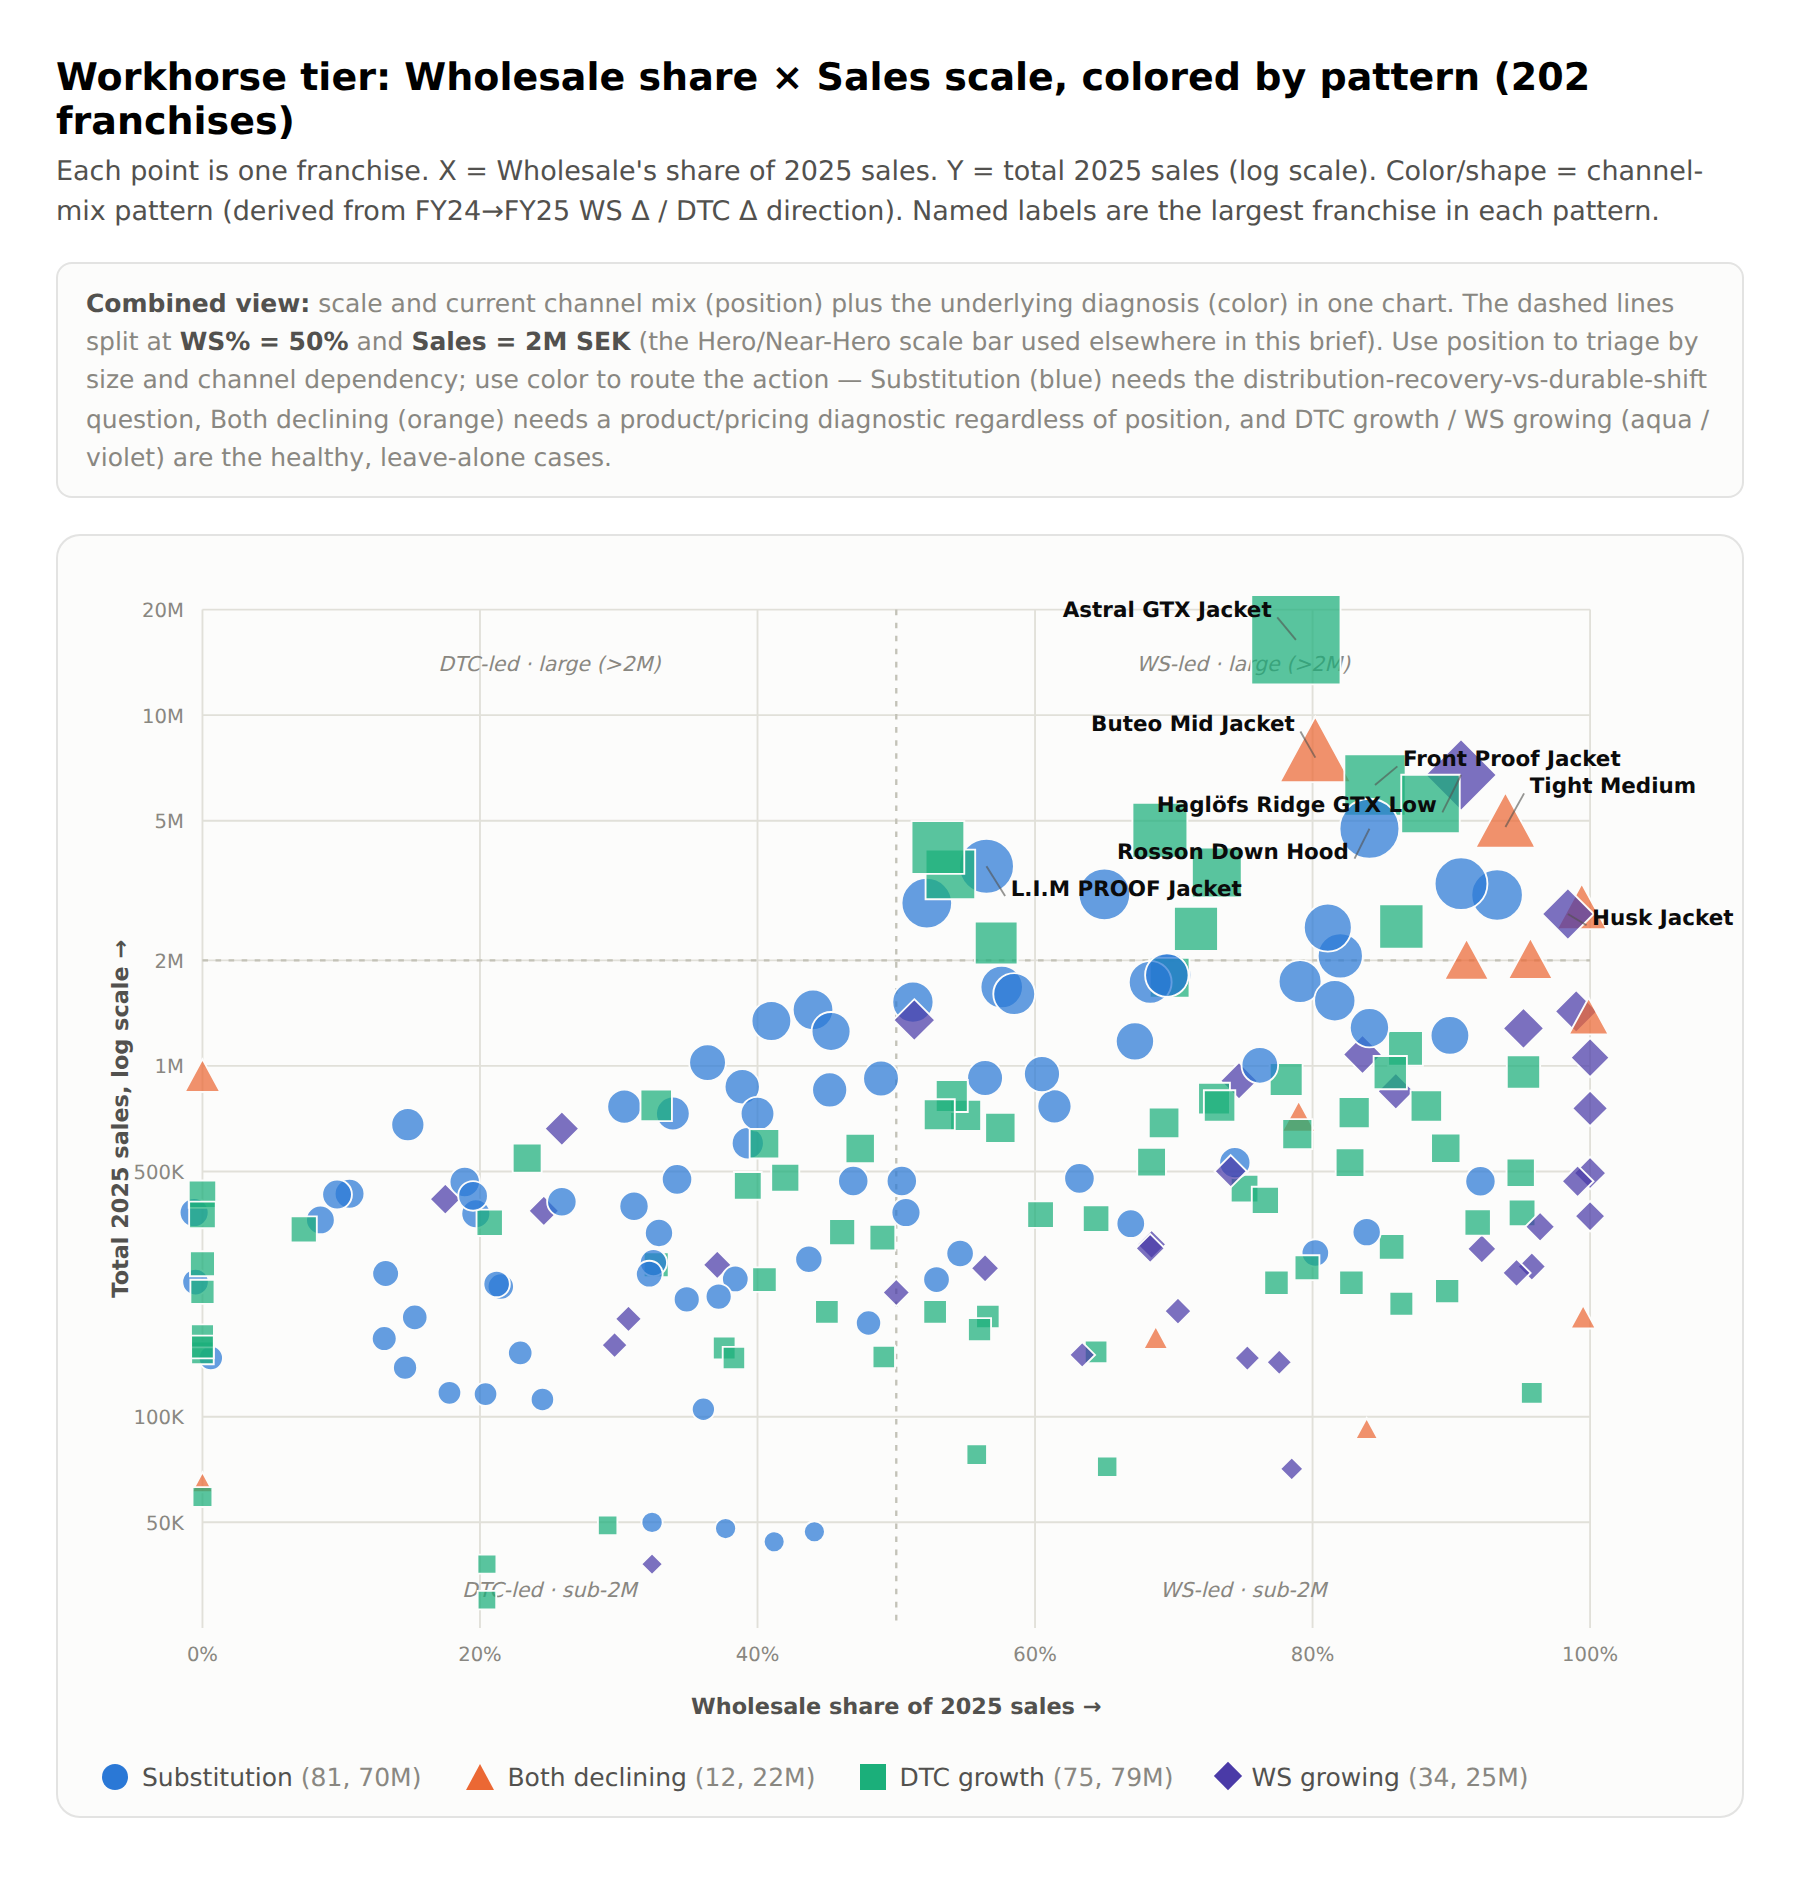 Workhorse tier: Wholesale share × Sales scale, colored by pattern (202
franchises)
Each point is one franchise. X = Wholesale's share of 2025 sales. Y = total 2025 sales (log scale). Color/shape = channel-
mix pattern (derived from FY24→FY25 WS Δ / DTC Δ direction). Named labels are the largest franchise in each pattern.
Combined view: scale and current channel mix (position) plus the underlying diagnosis (color) in one chart. The dashed lines
split at WS% = 50% and Sales = 2M SEK (the Hero/Near-Hero scale bar used elsewhere in this brief). Use position to triage by
size and channel dependency; use color to route the action — Substitution (blue) needs the distribution-recovery-vs-durable-shift
question, Both declining (orange) needs a product/pricing diagnostic regardless of position, and DTC growth / WS growing (aqua /
violet) are the healthy, leave-alone cases.
20M
Astral GTX Jacket
DTC-led · large (>2M)
WS-led · large (>2M)
10M
Buteo Mid Jacket
Front Proof Jacket
Tight Medium
Haglöfs Ridge GTX Low
5M
Rosson Down Hood
L.I.M PROOF Jacket
Husk Jacket
2M
1M
500K
100K
50K
Total 2025 sales, log scale →
DTC-led · sub-2M
WS-led · sub-2M
0%
20%
40%
60%
80%
100%
Wholesale share of 2025 sales →
Substitution (81, 70M)
Both declining (12, 22M)
DTC growth (75, 79M)
WS growing (34, 25M)